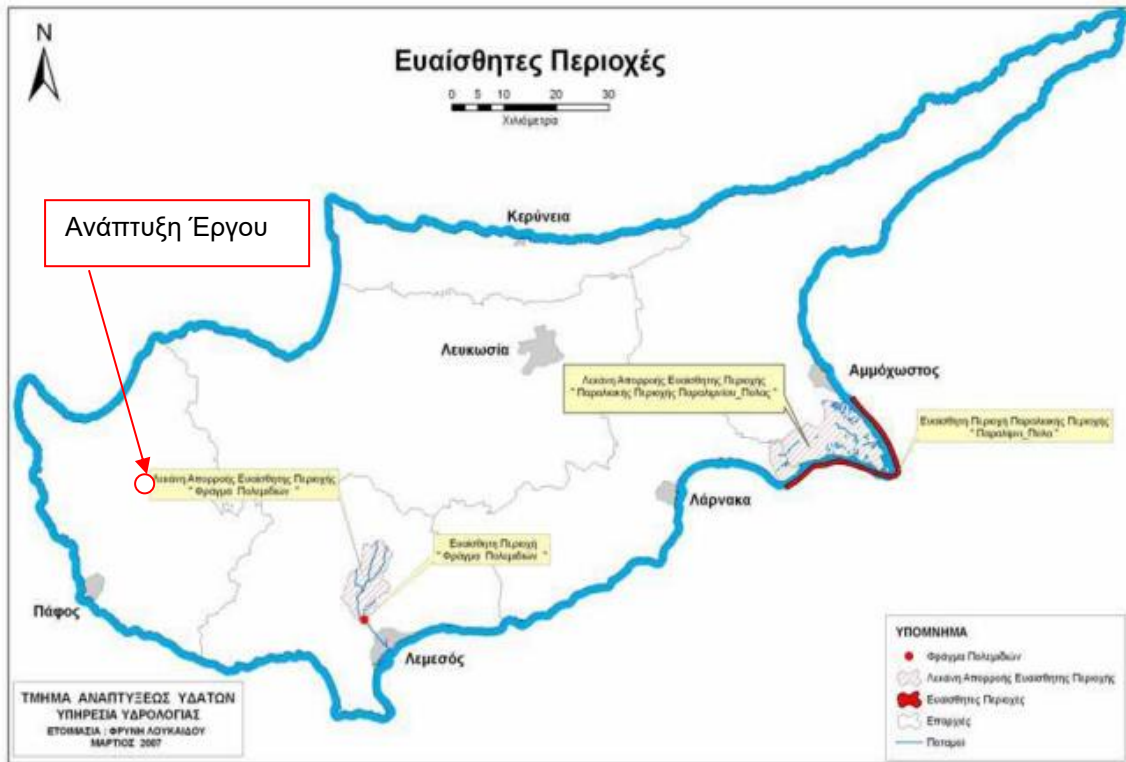 N
Ευαίσθητες Περιοχές
0 5 10 20 30
Χιλιόμετρα
Ανάπτυξη Έργου
Κερύνεια
Λευκωσία
Αμμόχωστος
Λεκάνη Απορροής Ευαίσθητης Περιοχής
" Παραλιακής Περιοχής Παραλιμνίου_Πύλας "
Ευαίσθητη Περιοχή Παραλιακής Περιοχής
" Παραλίμνι_Πύλα"
Λάρνακα
Λεκάνη Απορροής Ευαίσθητης Περιοχής
" Φράγμα Πολεμιδιών "
Ευαίσθητη Περιοχή
" Φράγμα Πολεμιδιών "
Πάφος
Λεμεσός
ΤΜΗΜΑ ΑΝΑΠΤΥΞΕΩΣ ΥΔΑΤΩΝ
ΥΠΗΡΕΣΙΑ ΥΔΡΟΛΟΓΙΑΣ
ΕΤΟΙΜΑΣΙΑ : ΦΡΥΝΗ ΛΟΥΚΑΙΔΟΥ
ΜΑΡΤΙΟΣ 2007
ΥΠΟΜΝΗΜΑ
Φράγμα Πολεμιδιών
Λεκάνη Απορροής Ευαίσθητης Περιοχής
Ευαίσθητες Περιοχές
Επαρχίες
Ποταμοί